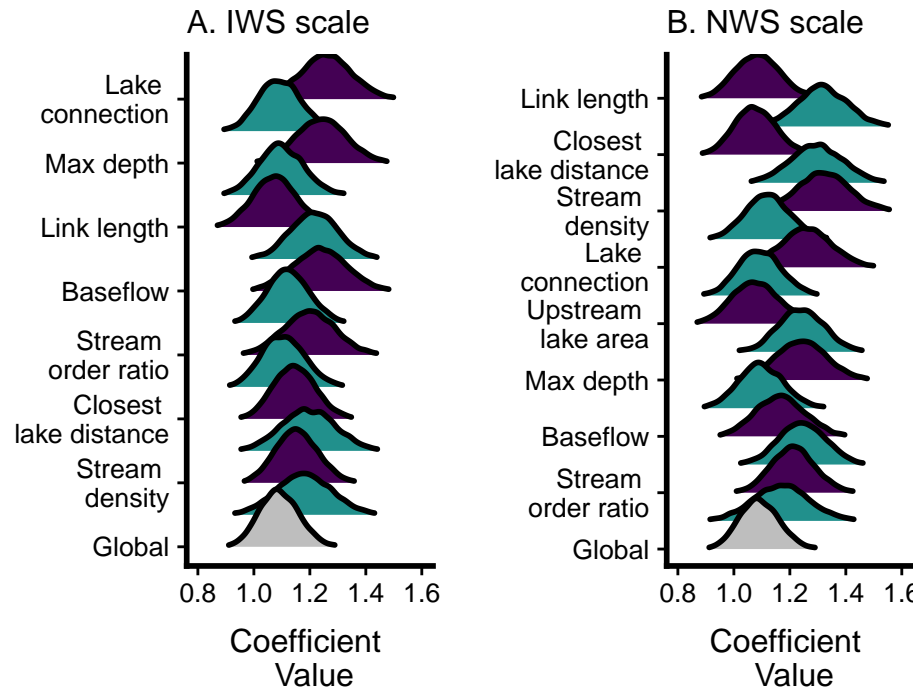 A. IWS scale
Lake
connection
Max depth
Link length
Baseflow
Stream
order ratio
Closest
lake distance
Stream
density
Global
0.8 1.0 1.2 1.4 1.6
Coefficient
Value
B. NWS scale
Link length
Closest
lake distance
Stream
density
Lake
connection
Upstream
lake area
Max depth
Baseflow
Stream
order ratio
Global
0.8 1.0 1.2 1.4 1.6
Coefficient
Value